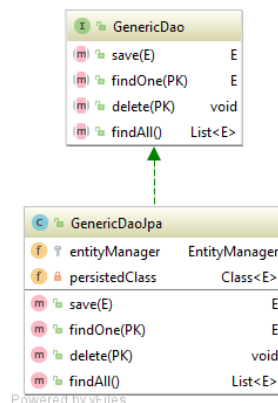 I GenericDao
m save(E) E
m findOne(PK) E
m delete(PK) void
m findAll() List<E>
C GenericDaoJpa
f entityManager EntityManager
f persistedClass Class<E>
m save(E) E
m findOne(PK) E
m delete(PK) void
m findAll() List<E>
Powered by yFiles